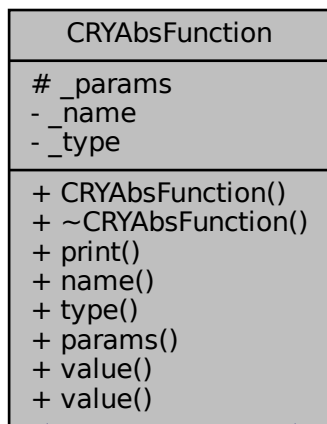 CRYAbsFunction
# _params
- _name
- _type
+ CRYAbsFunction()
+ ~CRYAbsFunction()
+ print()
+ name()
+ type()
+ params()
+ value()
+ value()